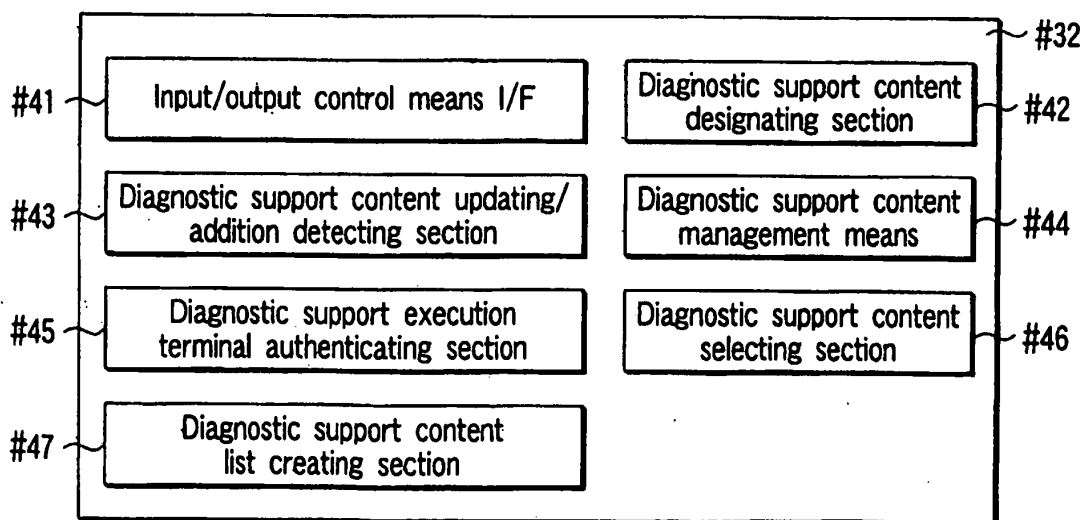 #32
#41
Input/output control means I/F
Diagnostic support content
designating section
#42
#43
Diagnostic support content updating/
addition detecting section
Diagnostic support content
management means
#44
#45
Diagnostic support execution
terminal authenticating section
Diagnostic support content
selecting section
#46
#47
Diagnostic support content
list creating section